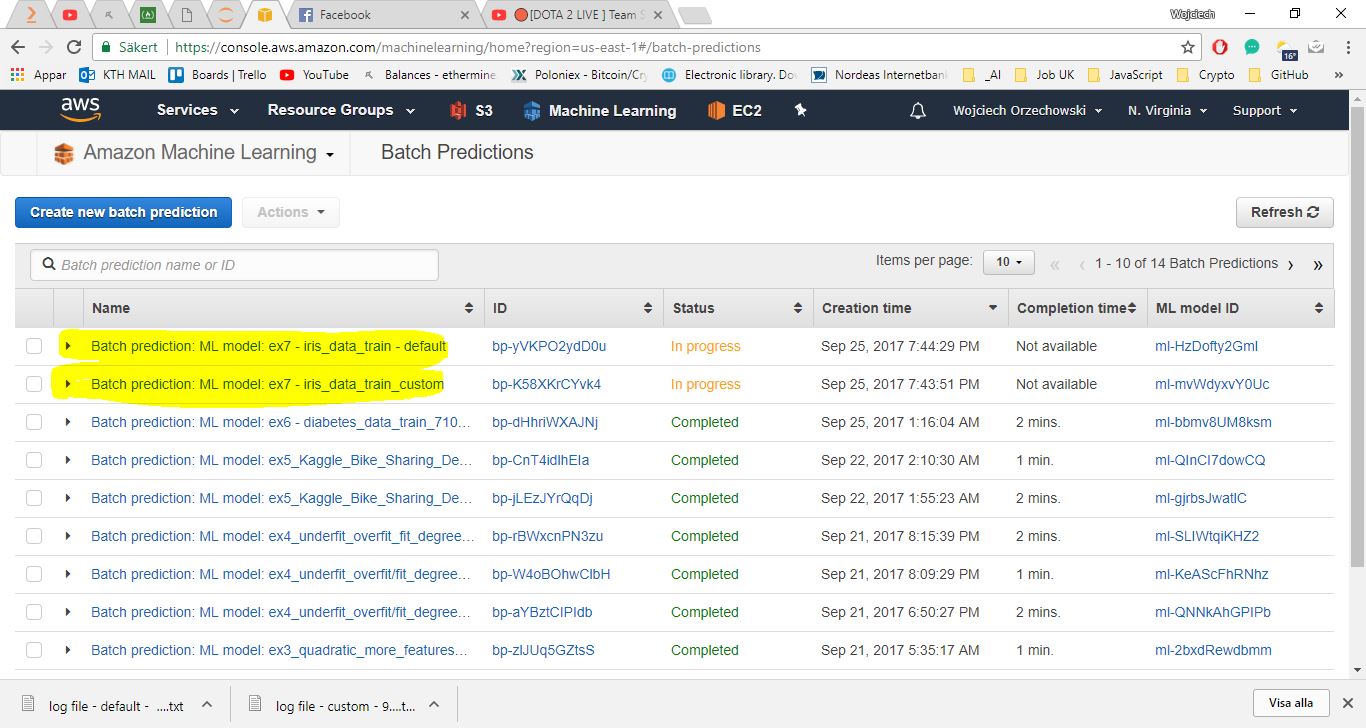 Facebook
[DOTA 2 LIVE ] Team S
Wojciech
Säkert https://console.aws.amazon.com/machinelearning/home?region=us-east-1#/batch-predictions
16°
Appar KTH MAIL Boards | Trello YouTube Balances - ethermine. Poloniex - Bitcoin/Cry Electronic library. Do Nordeas Internetbank _AI Job UK JavaScript Crypto GitHub »
aws Services Resource Groups S3 Machine Learning EC2 Wojciech Orzechowski N. Virginia Support
Amazon Machine Learning Batch Predictions
Create new batch prediction Actions Refresh
Batch prediction name or ID Items per page: 10 « ‹ 1 - 10 of 14 Batch Predictions › »
Name ID Status Creation time Completion time ML model ID
Batch prediction: ML model: ex7 - iris_data_train - default bp-yVKPO2ydD0u In progress Sep 25, 2017 7:44:29 PM Not available ml-HzDofty2GmI
Batch prediction: ML model: ex7 - iris_data_train_custom bp-K58XKrCYvk4 In progress Sep 25, 2017 7:43:51 PM Not available ml-mvWdyxvY0Uc
Batch prediction: ML model: ex6 - diabetes_data_train_710... bp-dHhriWXAJNj Completed Sep 25, 2017 1:16:04 AM 2 mins. ml-bbmv8UM8ksm
Batch prediction: ML model: ex5_Kaggle_Bike_Sharing_De... bp-CnT4idIhEIa Completed Sep 22, 2017 2:10:30 AM 1 min. ml-QInCI7dowCQ
Batch prediction: ML model: ex5_Kaggle_Bike_Sharing_De... bp-jLEzJYrQqDj Completed Sep 22, 2017 1:55:23 AM 2 mins. ml-gjrbsJwatIC
Batch prediction: ML model: ex4_underfit_overfit_fit_degree... bp-rBWxcnPN3zu Completed Sep 21, 2017 8:15:39 PM 2 mins. ml-SLIWtqiKHZ2
Batch prediction: ML model: ex4_underfit_overfit/fit_degree... bp-W4oBOhwClbH Completed Sep 21, 2017 8:09:29 PM 1 min. ml-KeAScFhRNhz
Batch prediction: ML model: ex4_underfit_overfit/fit_degree... bp-aYBztCIPIdb Completed Sep 21, 2017 6:50:27 PM 2 mins. ml-QNNkAhGPIPb
Batch prediction: ML model: ex3_quadratic_more_features... bp-zlJUq5GZtsS Completed Sep 21, 2017 5:35:17 AM 1 min. ml-2bxdRewdbmm
log file - default - ....txt log file - custom - 9....t... Visa alla